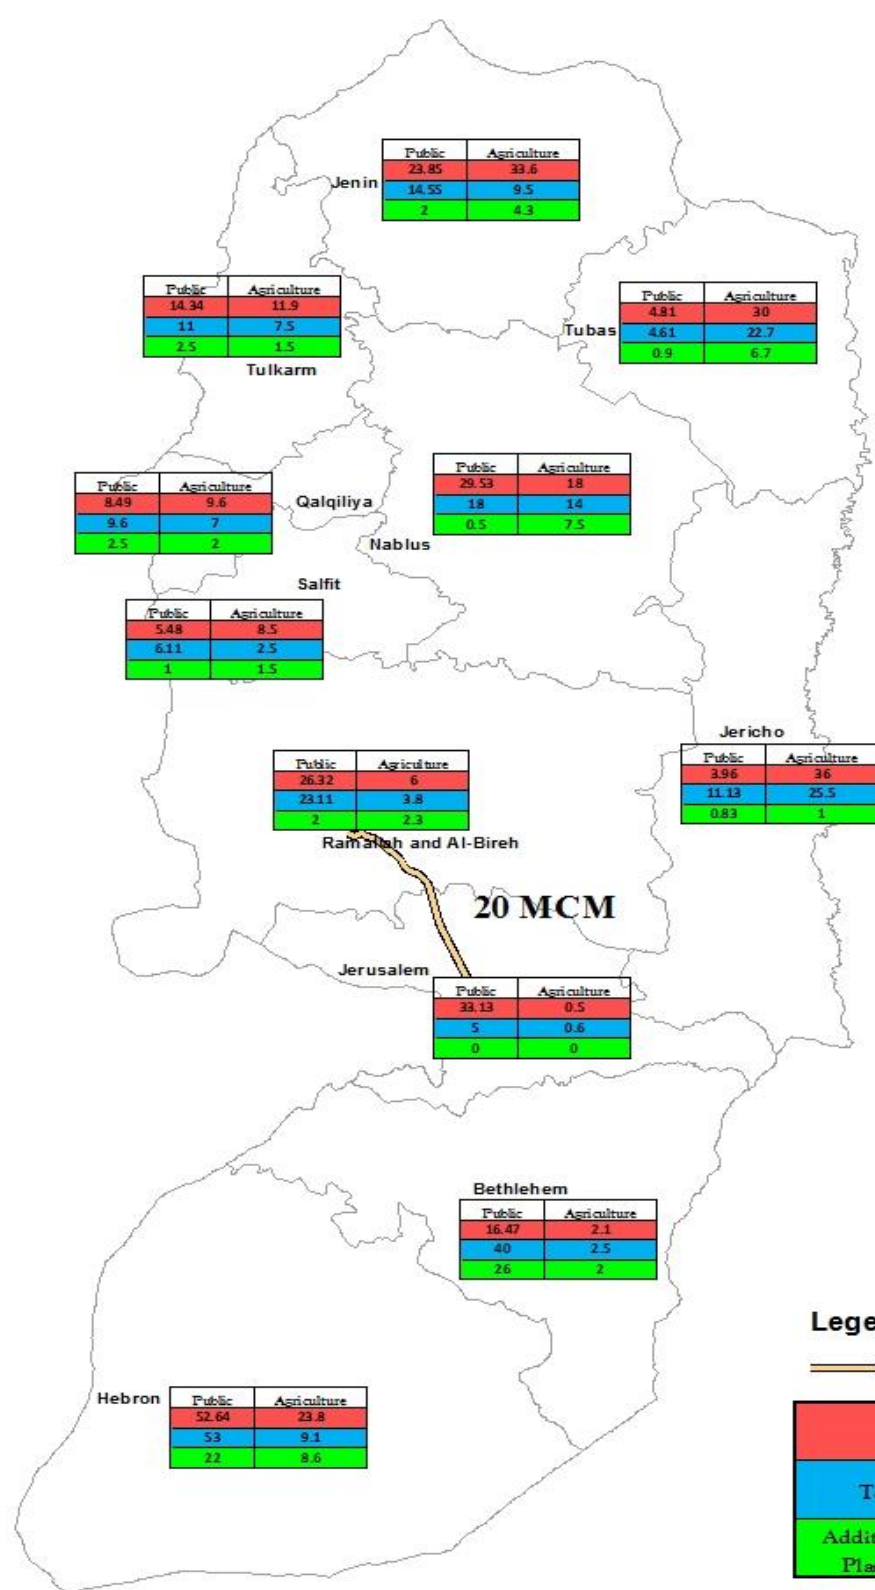 Public Agriculture
23.85 33.6
14.55 9.5
2 4.3
Jenin
Public Agriculture
14.34 11.9
11 7.5
2.5 1.5
Tulkarm
Public Agriculture
4.81 30
4.61 22.7
0.9 6.7
Tubas
Public Agriculture
8.49 9.6
9.6 7
2.5 2
Qalqiliya
Public Agriculture
29.53 18
18 14
0.5 7.5
Nablus
Salfit
Public Agriculture
5.48 8.5
6.11 2.5
1 1.5
Jericho
Public Agriculture
3.96 36
11.13 25.5
0.83 1
Public Agriculture
26.32 6
23.11 3.8
2 2.3
Ramallah and Al-Bireh
20 MCM
Jerusalem
Public Agriculture
33.13 0.5
5 0.6
0 0
Bethlehem
Public Agriculture
16.47 2.1
40 2.5
26 2
Hebron
Public Agriculture
52.64 23.8
53 9.1
22 8.6
Lege
T
Addit
Pla